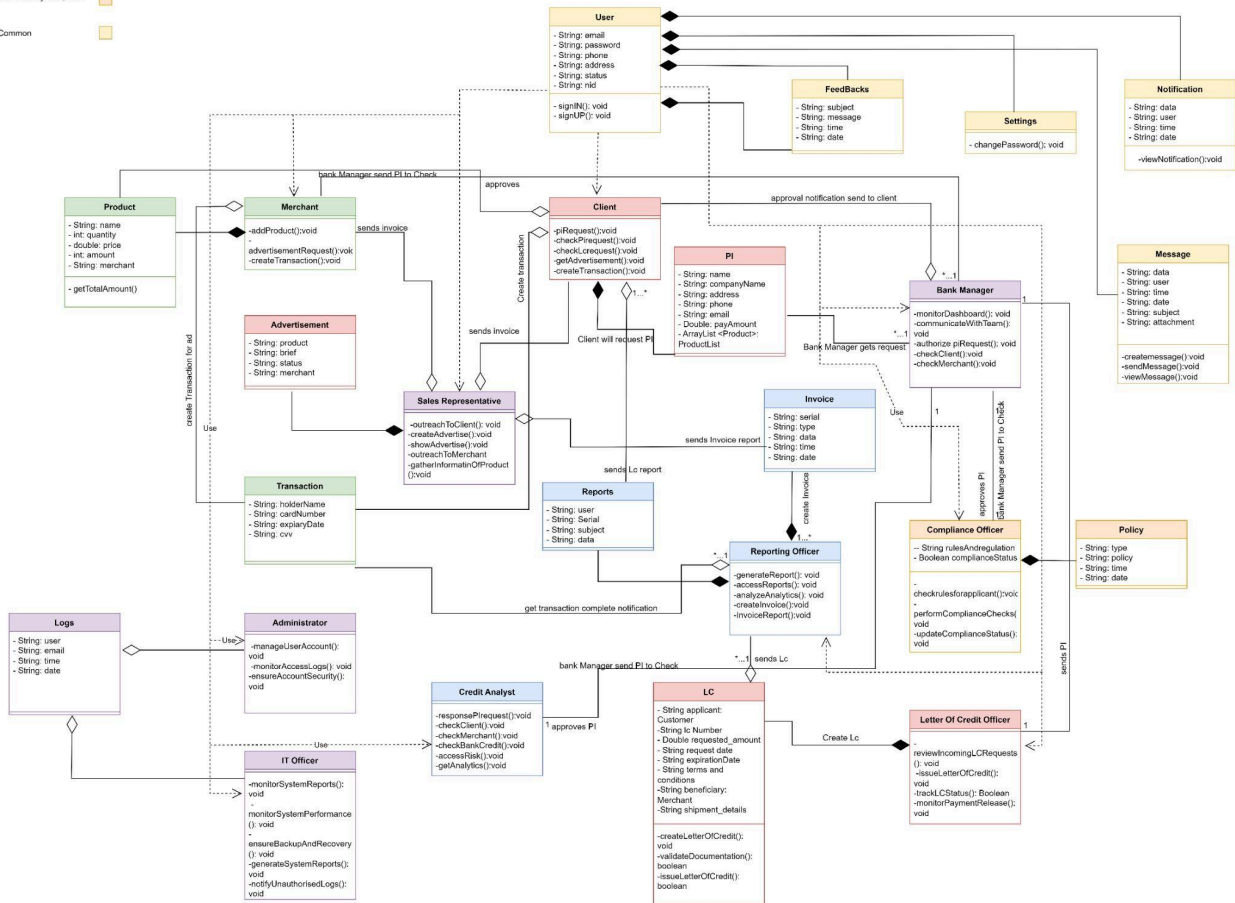 Common
User
- String: email
- String: password
- String: phone
- String: address
- String: status
- String: nid
- signIN(): void
- signUP(): void
FeedBacks
- String: subject
- String: message
- String: time
- String: date
Settings
- changePassword(); void
Notification
- String: data
- String: user
- String: time
- String: date
-viewNotification():void
bank Manager send PI to Check
approves
approval notification send to client
Product
- String: name
- int: quantity
- double: price
- int: amount
- String: merchant
- getTotalAmount()
Merchant
-addProduct():void
-
advertisementRequest():void
-createTransaction():void
sends invoice
Client
-piRequest():void
-checkPIrequest():void
-checkLcrequest():void
-getAdvertisement():void
-createTransaction():void
1...*
PI
- String: name
- String: companyName
- String: address
- String: phone
- String: email
- Double: payAmount
- ArrayList <Product>:
ProductList
*...1
Bank Manager
-monitorDashboard(): void
-communicateWithTeam():
void
-authorize piRequest(): void
-checkClient():void
-checkMerchant():void
1
*...1
Bank Manager gets request
Message
- String: data
- String: user
- String: time
- String: date
- String: subject
- String: attachment
-createmessage():void
-sendMessage():void
-viewMessage():void
Create transaction
sends invoice
Client will request PI
Advertisement
- String: product
- String: brief
- String: status
- String: merchant
create Transaction for ad
Use
Sales Representative
-outreachToClient(): void
-createAdvertise():void
-showAdvertise():void
-outreachToMerchant
-gatherInformatinOfProduct
():void
sends Invoice report
Invoice
- String: serial
- String: type
- String: data
- String: time
- String: date
Use
1
1
approves PI
bank Manager send PI to Check
sends Lc report
create Invoice
1...*
Transaction
- String: holderName
- String: cardNumber
- String: expiaryDate
- String: cvv
Reports
- String: user
- String: Serial
- String: subject
- String: data
*...1
Reporting Officer
-generateReport(): void
-accessReports(): void
-analyzeAnalytics(): void
-createInvoice():void
-InvoiceReport():void
1
Compliance Officer
-- String rulesAndregulation
- Boolean complianceStatus
-
checkrulesforapplicant():void
-
performComplianceChecks(
void
-updateComplianceStatus():
void
Policy
- String: type
- String: policy
- String: time
- String: date
get transaction complete notification
Logs
- String: user
- String: email
- String: time
- String: date
Use
Administrator
-manageUserAccount():
void
-monitorAccessLogs(): void
-ensureAccountSecurity():
void
*...1
sends Lc
bank Manager send PI to Check
sends PI
Credit Analyst
-responsePIrequest():void
-checkClient():void
-checkMerchant():void
-checkBankCredit():void
-accessRisk():void
-getAnalytics():void
1
approves PI
Use
LC
- String applicant:
Customer
-String lc Number
- Double requested_amount
- String request date
- String expirationDate
- String terms and
conditions
-String beneficiary:
Merchant
-String shipment_details
-createLetterOfCredit():
void
-validateDocumentation():
boolean
-issueLetterOfCredit():
boolean
Create Lc
Letter Of Credit Officer
1
-
reviewIncomingLCRequests
(): void
-issueLetterOfCredit():
void
-trackLCStatus(): Boolean
-monitorPaymentRelease():
void
IT Officer
-monitorSystemReports():
void
-
monitorSystemPerformance
(): void
-
ensureBackupAndRecovery
(): void
-generateSystemReports():
void
-notifyUnauthorisedLogs():
void